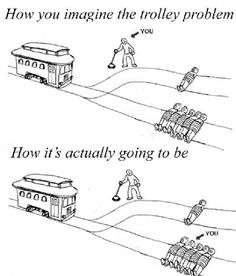 How you imagine the trolley problem
YOU
How it's actually going to be
YOU